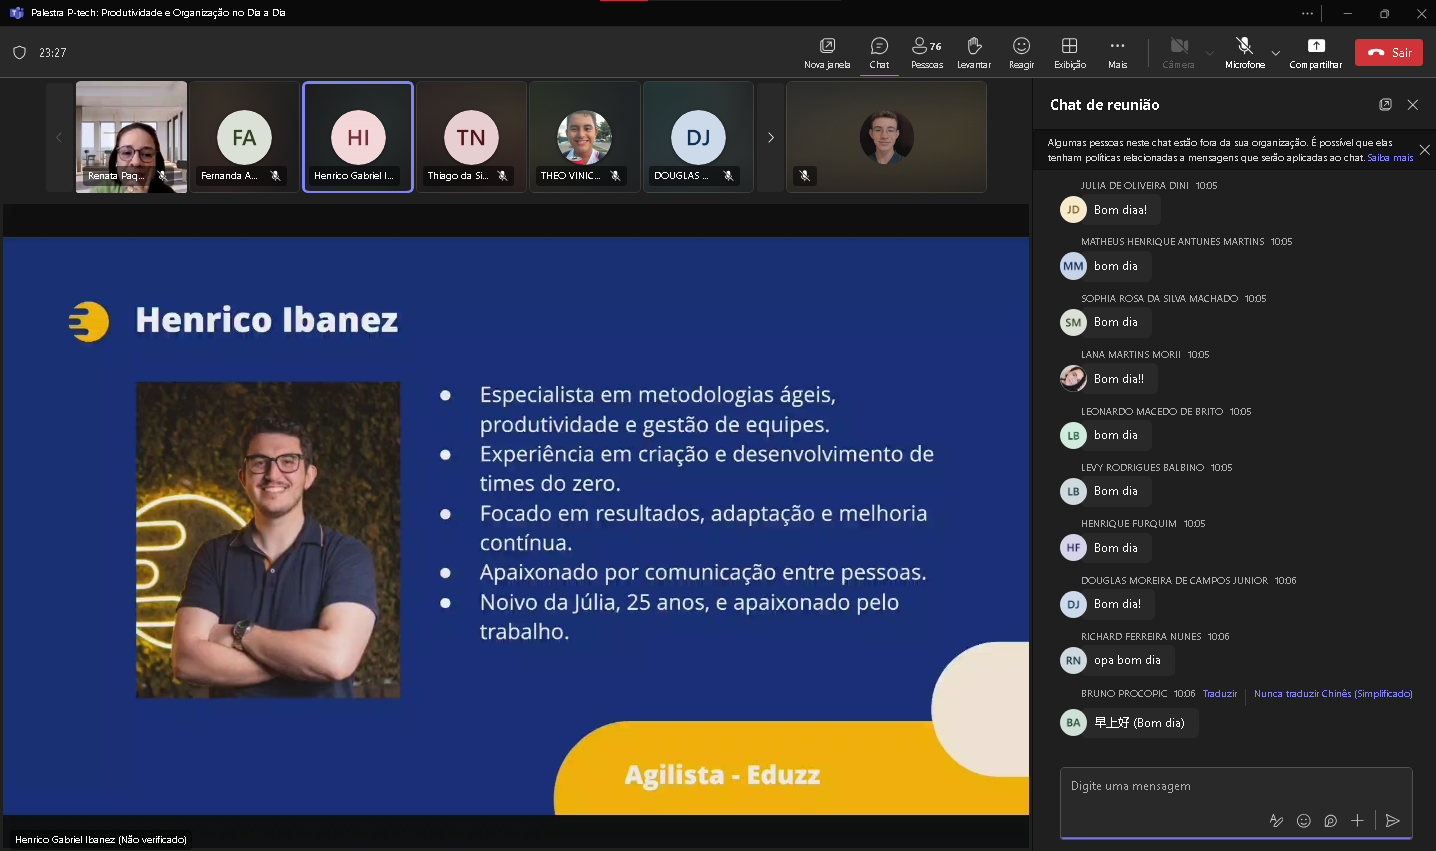 Palestra P-tech: Produtividade e Organização no Dia a Dia
23:27
Nova janela
Chat
76
Pessoas
Levantar
Reagir
Exibição
Mais
Câmera
Microfone
Compartilhar
Sair
Renata Paq...
FA
Fernanda A...
HI
Henrico Gabriel I...
TN
Thiago da Si...
THEO VINIC...
DJ
DOUGLAS ...
Henrico Ibanez
Especialista em metodologias ágeis,
produtividade e gestão de equipes.
Experiência em criação e desenvolvimento de
times do zero.
Focado em resultados, adaptação e melhoria
contínua.
Apaixonado por comunicação entre pessoas.
Noivo da Júlia, 25 anos, e apaixonado pelo
trabalho.
Agilista - Eduzz
Henrico Gabriel Ibanez (Não verificado)
Chat de reunião
Algumas pessoas neste chat estão fora da sua organização. É possível que elas
tenham políticas relacionadas a mensagens que serão aplicadas ao chat. Saiba mais
JULIA DE OLIVEIRA DINI 10:05
JD
Bom diaa!
MATHEUS HENRIQUE ANTUNES MARTINS 10:05
MM
bom dia
SOPHIA ROSA DA SILVA MACHADO 10:05
SM
Bom dia
LANA MARTINS MORII 10:05
Bom dia!!
LEONARDO MACEDO DE BRITO 10:05
LB
bom dia
LEVY RODRIGUES BALBINO 10:05
LB
Bom dia
HENRIQUE FURQUIM 10:05
HF
Bom dia
DOUGLAS MOREIRA DE CAMPOS JUNIOR 10:06
DJ
Bom dia!
RICHARD FERREIRA NUNES 10:06
RN
opa bom dia
BRUNO PROCOPIC 10:06 Traduzir Nunca traduzir Chinês (Simplificado)
BA
早上好 (Bom dia)
Digite uma mensagem